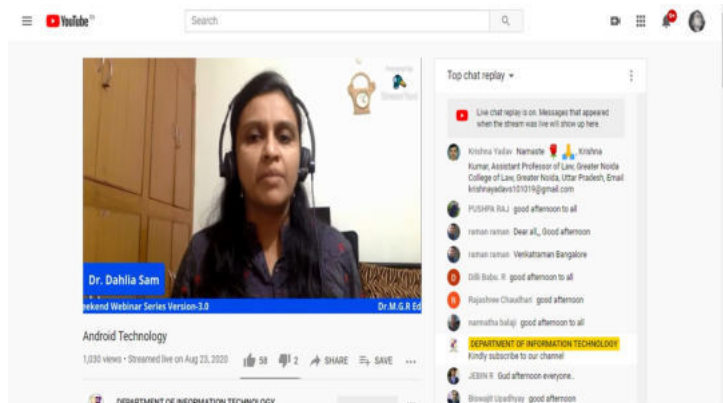 YouTube
Search
9+
Top chat replay
Live chat replay is on. Messages that appeared
when the stream was live will show up here.
Krishna Yadav Namaste Krishna
Kumar, Assistant Professor of Law, Greater Noida
College of Law, Greater Noida, Uttar Pradesh, Email
krishnayadavs101019@gmail.com
PUSHPA RAJ good afternoon to all
raman raman Dear all,, Good afternoon
raman raman Venkatraman Bangalore
Dilli Babu. R good afternoon to all
Rajashree Chaudhari good afternoon
narmatha balaji good afternoon to all
DEPARTMENT OF INFORMATION TECHNOLOGY
Kindly subscribe to our channel
JEBIN R Gud afternoon everyone..
Biswajit Upadhyay good afternoon
Dr. Dahlia Sam
eekend Webinar Series Version-3.0
Dr.M.G.R Ed
Android Technology
1,030 views • Streamed live on Aug 23, 2020
58
2
SHARE
SAVE
DEPARTMENT OF INFORMATION TECHNOLOGY